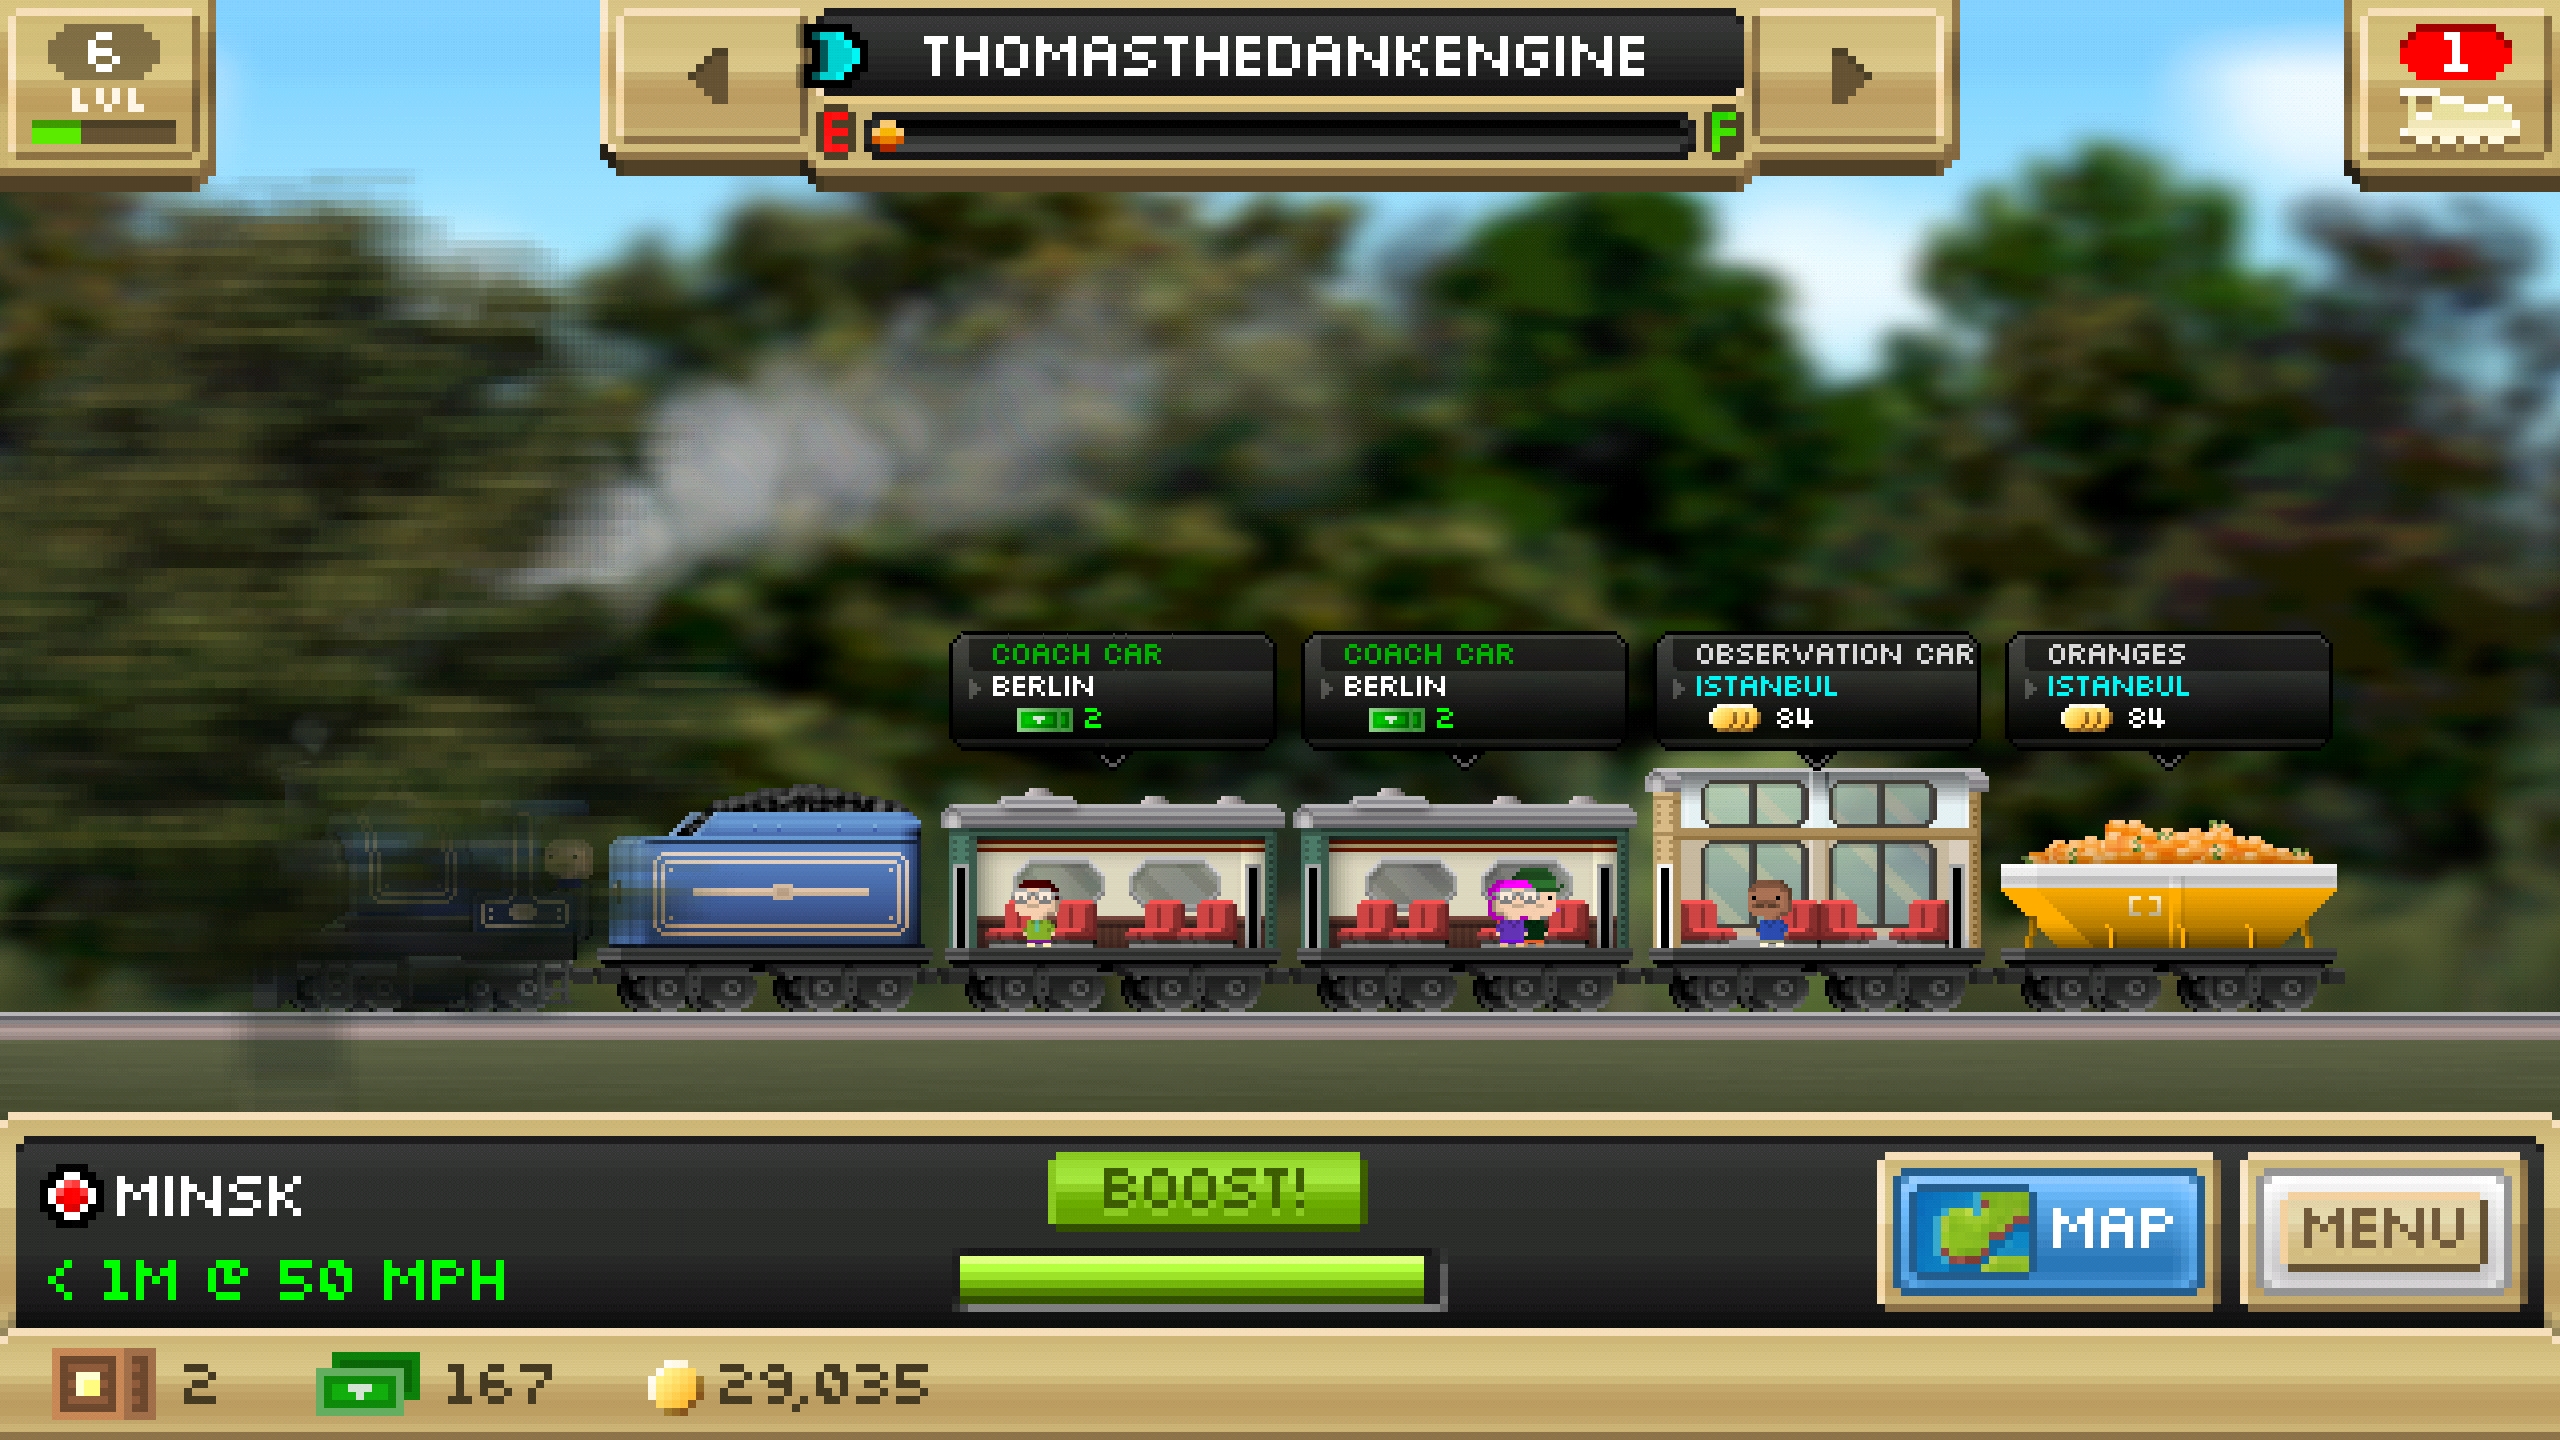 6
LVL
THOMASTHEDANKENGINE
E F
1
COACH CAR
BERLIN
2
COACH CAR
BERLIN
2
OBSERVATION CAR
ISTANBUL
84
ORANGES
ISTANBUL
84
MINSK
< 1M @ 50 MPH
BOOST!
MAP
MENU
2
167
29,035